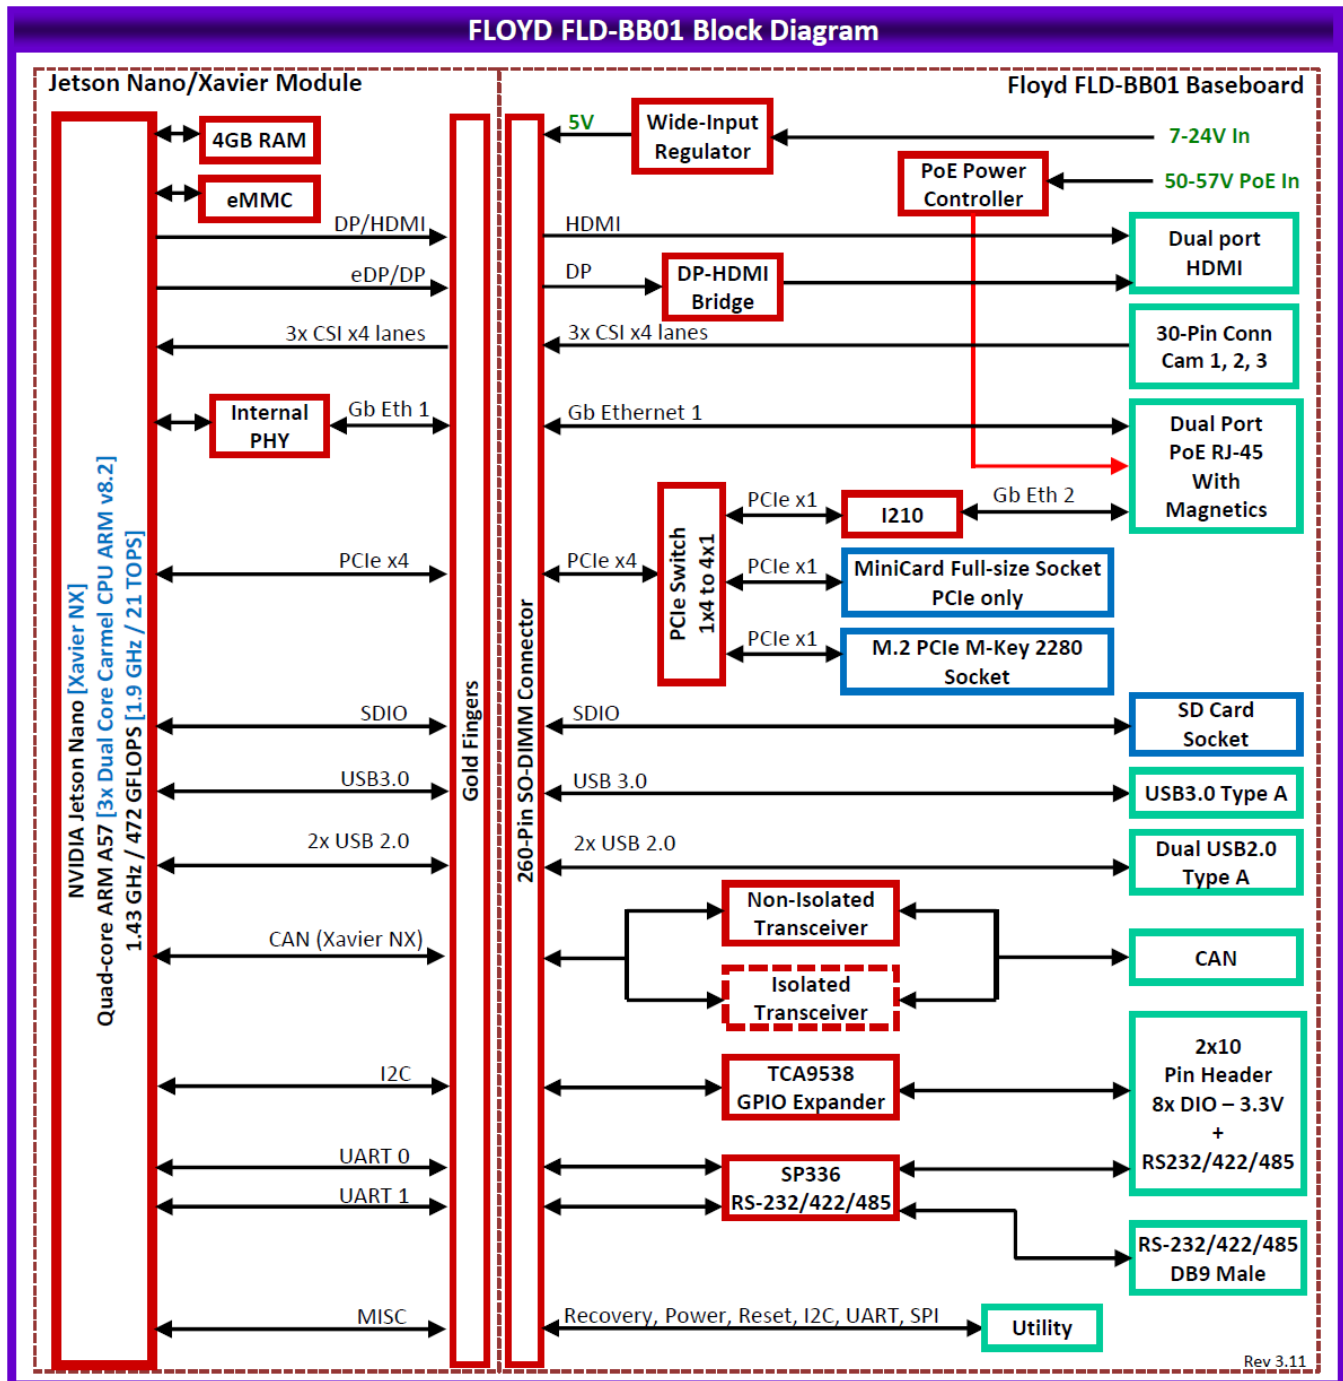 FLOYD FLD-BB01 Block Diagram
Jetson Nano/Xavier Module
Floyd FLD-BB01 Baseboard
NVIDIA Jetson Nano [Xavier NX]
Quad-core ARM A57 [3x Dual Core Carmel CPU ARM v8.2]
1.43 GHz / 472 GFLOPS [1.9 GHz / 21 TOPS]
4GB RAM
eMMC
DP/HDMI
eDP/DP
3x CSI x4 lanes
Internal
PHY
Gb Eth 1
PCIe x4
SDIO
USB3.0
2x USB 2.0
CAN (Xavier NX)
I2C
UART 0
UART 1
MISC
Gold Fingers
260-Pin SO-DIMM Connector
5V
Wide-Input
Regulator
7-24V In
PoE Power
Controller
50-57V PoE In
HDMI
Dual port
HDMI
DP
DP-HDMI
Bridge
3x CSI x4 lanes
30-Pin Conn
Cam 1, 2, 3
Gb Ethernet 1
Dual Port
PoE RJ-45
With
Magnetics
PCIe x4
PCIe Switch
1x4 to 4x1
PCIe x1
I210
Gb Eth 2
PCIe x1
MiniCard Full-size Socket
PCIe only
PCIe x1
M.2 PCIe M-Key 2280
Socket
SDIO
SD Card
Socket
USB 3.0
USB3.0 Type A
2x USB 2.0
Dual USB2.0
Type A
Non-Isolated
Transceiver
Isolated
Transceiver
CAN
TCA9538
GPIO Expander
2x10
Pin Header
8x DIO – 3.3V
+
RS232/422/485
SP336
RS-232/422/485
RS-232/422/485
DB9 Male
Recovery, Power, Reset, I2C, UART, SPI
Utility
Rev 3.11